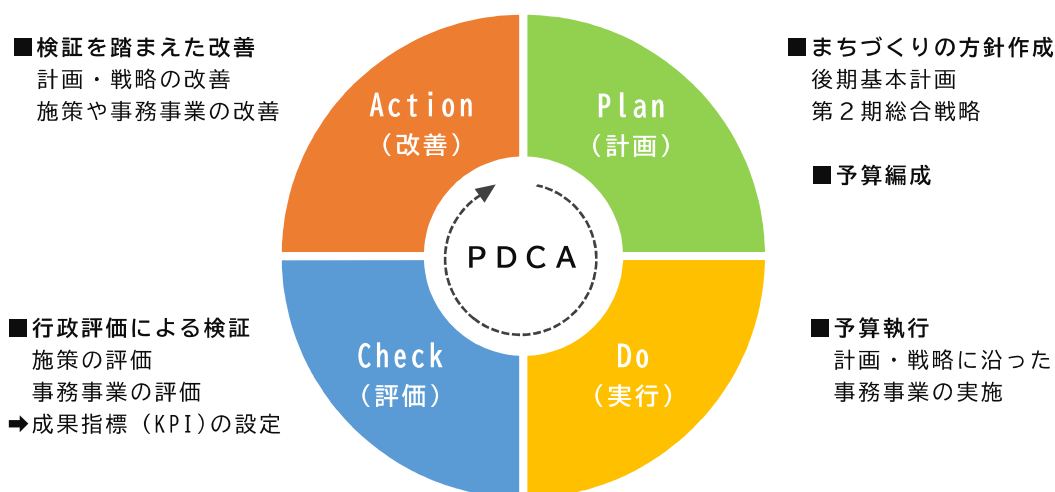 ■検証を踏まえた改善
計画・戦略の改善
施策や事務事業の改善
Action
（改善）
Plan
（計画）
■まちづくりの方針作成
後期基本計画
第２期総合戦略
■予算編成
PDCA
■行政評価による検証
施策の評価
事務事業の評価
➡成果指標（KPI）の設定
Check
（評価）
Do
（実行）
■予算執行
計画・戦略に沿った
事務事業の実施